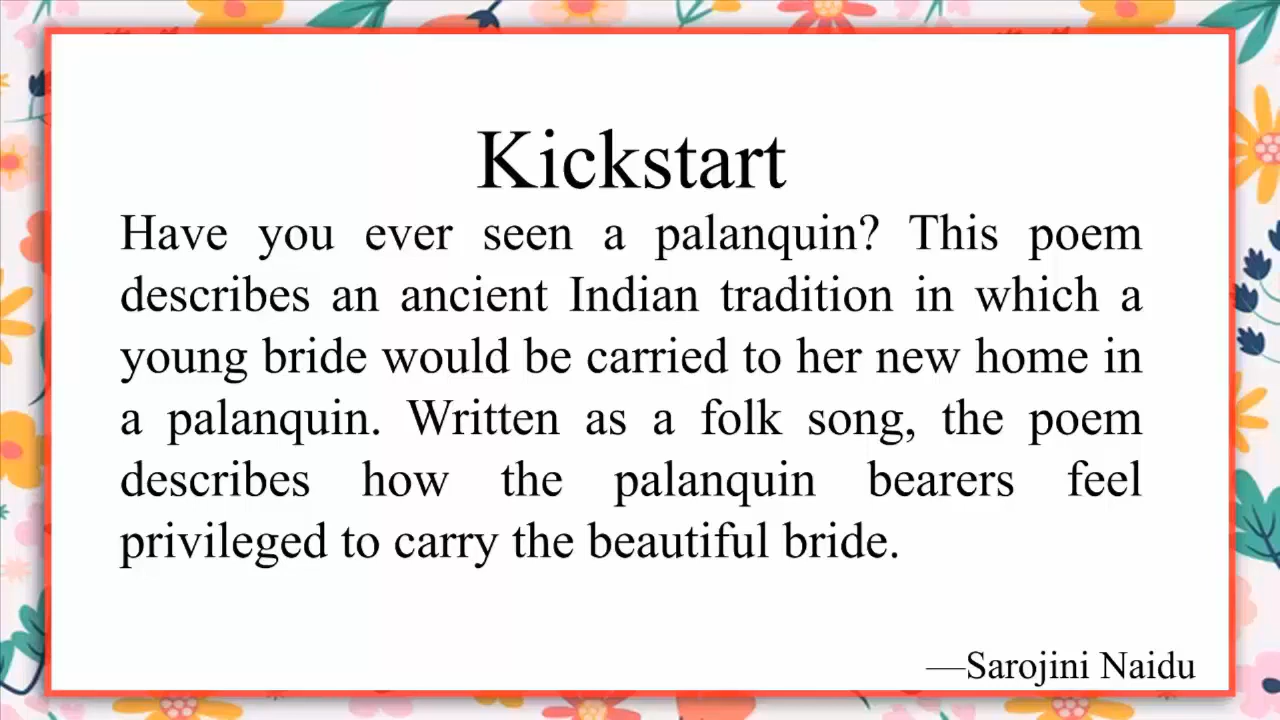 Kickstart
Have you ever seen a palanquin? This poem
describes an ancient Indian tradition in which a
young bride would be carried to her new home in
a palanquin. Written as a folk song, the poem
describes how the palanquin bearers feel
privileged to carry the beautiful bride.
—Sarojini Naidu